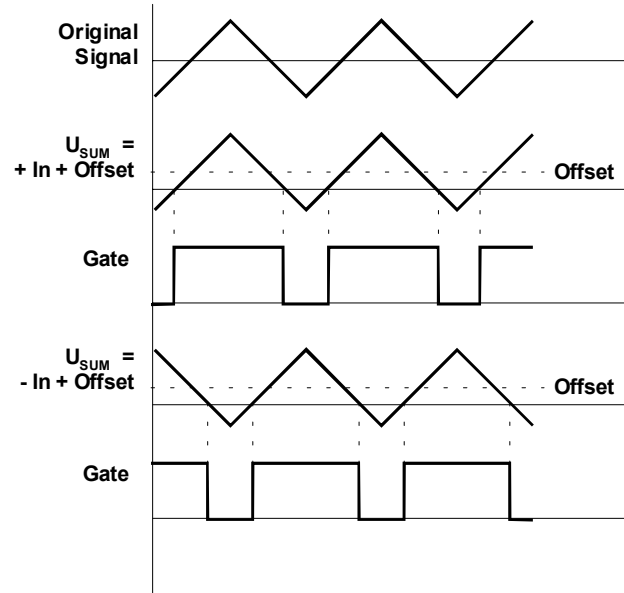 Original
Signal
U_SUM =
+ In + Offset
Offset
Gate
U_SUM =
- In + Offset
Offset
Gate